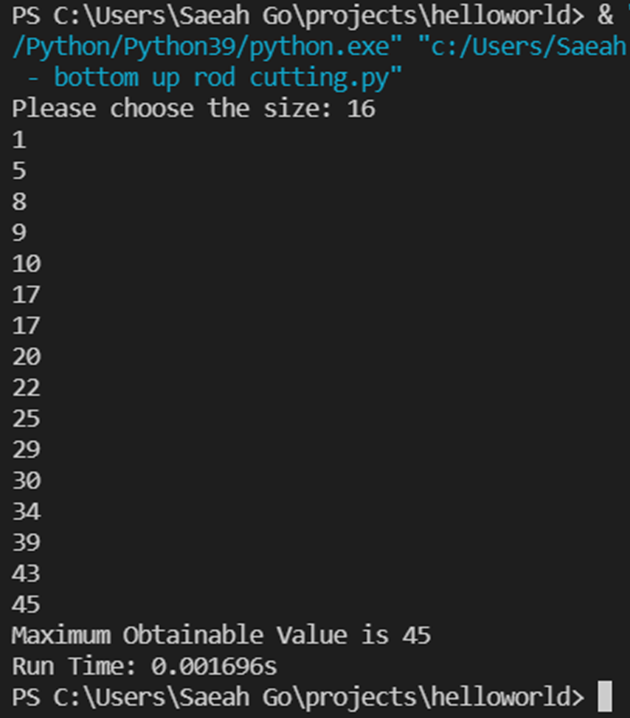 PS C:\Users\Saeah Go\projects\helloworld> & "
/Python/Python39/python.exe" "c:/Users/Saeah
 - bottom up rod cutting.py"
Please choose the size: 16
1
5
8
9
10
17
17
20
22
25
29
30
34
39
43
45
Maximum Obtainable Value is 45
Run Time: 0.001696s
PS C:\Users\Saeah Go\projects\helloworld>